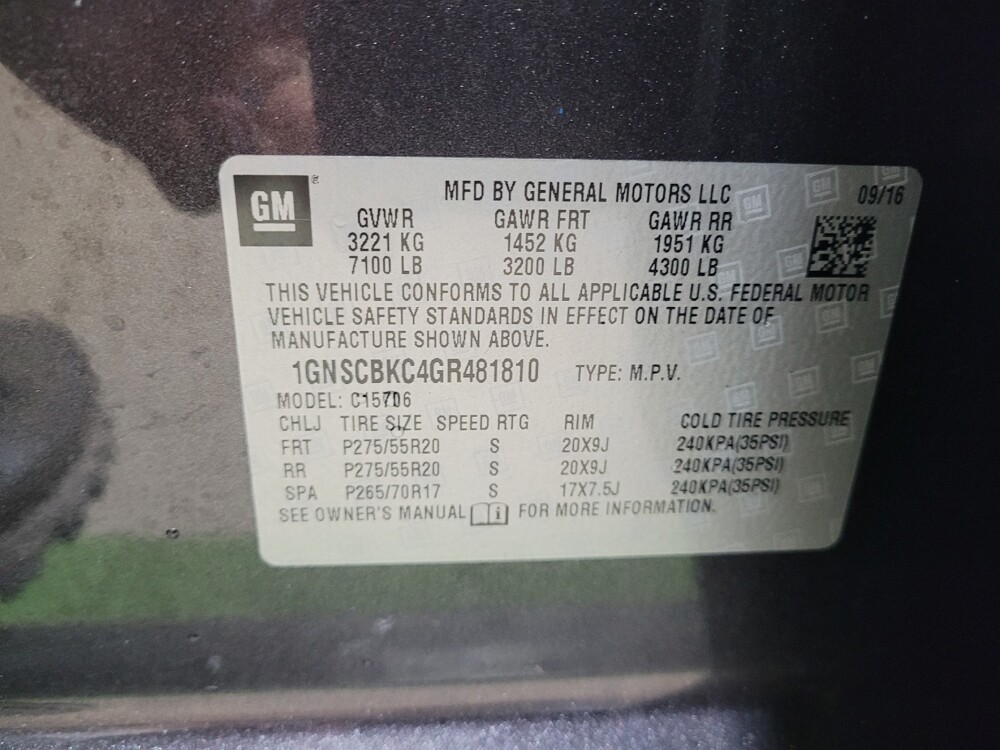 GM ® MFD BY GENERAL MOTORS LLC 09/16
GVWR GAWR FRT GAWR RR
3221 KG 1452 KG 1951 KG
7100 LB 3200 LB 4300 LB
THIS VEHICLE CONFORMS TO ALL APPLICABLE U.S. FEDERAL MOTOR
VEHICLE SAFETY STANDARDS IN EFFECT ON THE DATE OF
MANUFACTURE SHOWN ABOVE.
1GNSCBKC4GR481810 TYPE: M.P.V.
MODEL: C15706
CHLJ TIRE SIZE SPEED RTG RIM COLD TIRE PRESSURE
FRT P275/55R20 S 20X9J 240KPA(35PSI)
RR P275/55R20 S 20X9J 240KPA(35PSI)
SPA P265/70R17 S 17X7.5J 240KPA(35PSI)
SEE OWNER'S MANUAL i FOR MORE INFORMATION.